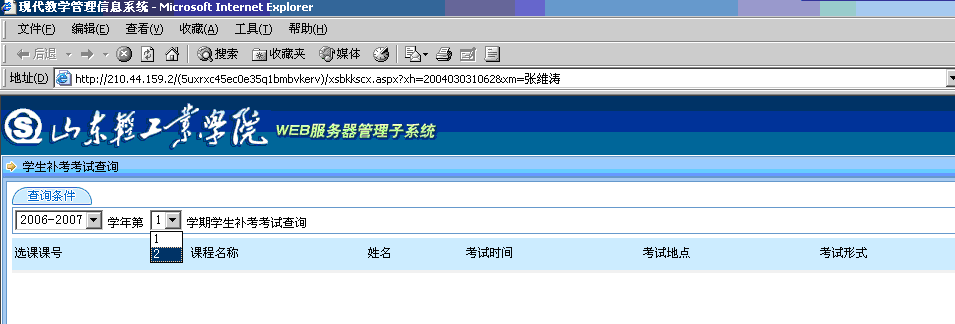 现代教学管理信息系统 - Microsoft Internet Explorer
文件(F) 编辑(E) 查看(V) 收藏(A) 工具(T) 帮助(H)
后退 搜索 收藏夹 媒体
地址(D) http://210.44.159.2/(5uxrxc45ec0e35q1bmbvkerv)/xsbkkscx.aspx?xh=200403031062&xm=张维涛
S 山东轻工业学院 WEB服务器管理子系统
学生补考考试查询
查询条件
2006-2007 学年第 1 学期学生补考考试查询
1
2
选课课号 课程名称 姓名 考试时间 考试地点 考试形式